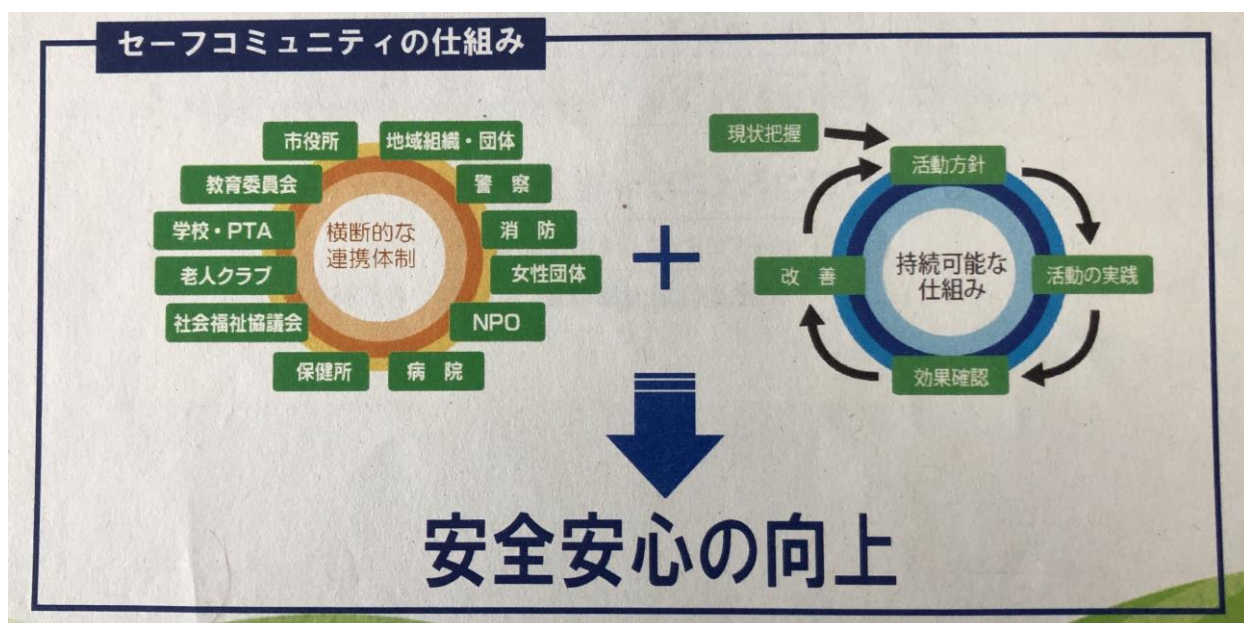 セーフコミュニティの仕組み
市役所
地域組織・団体
教育委員会
警察
学校・PTA
消防
老人クラブ
女性団体
社会福祉協議会
NPO
保健所
病院
横断的な
連携体制
+
現状把握
活動方針
改善
活動の実践
効果確認
持続可能な
仕組み
安全安心の向上